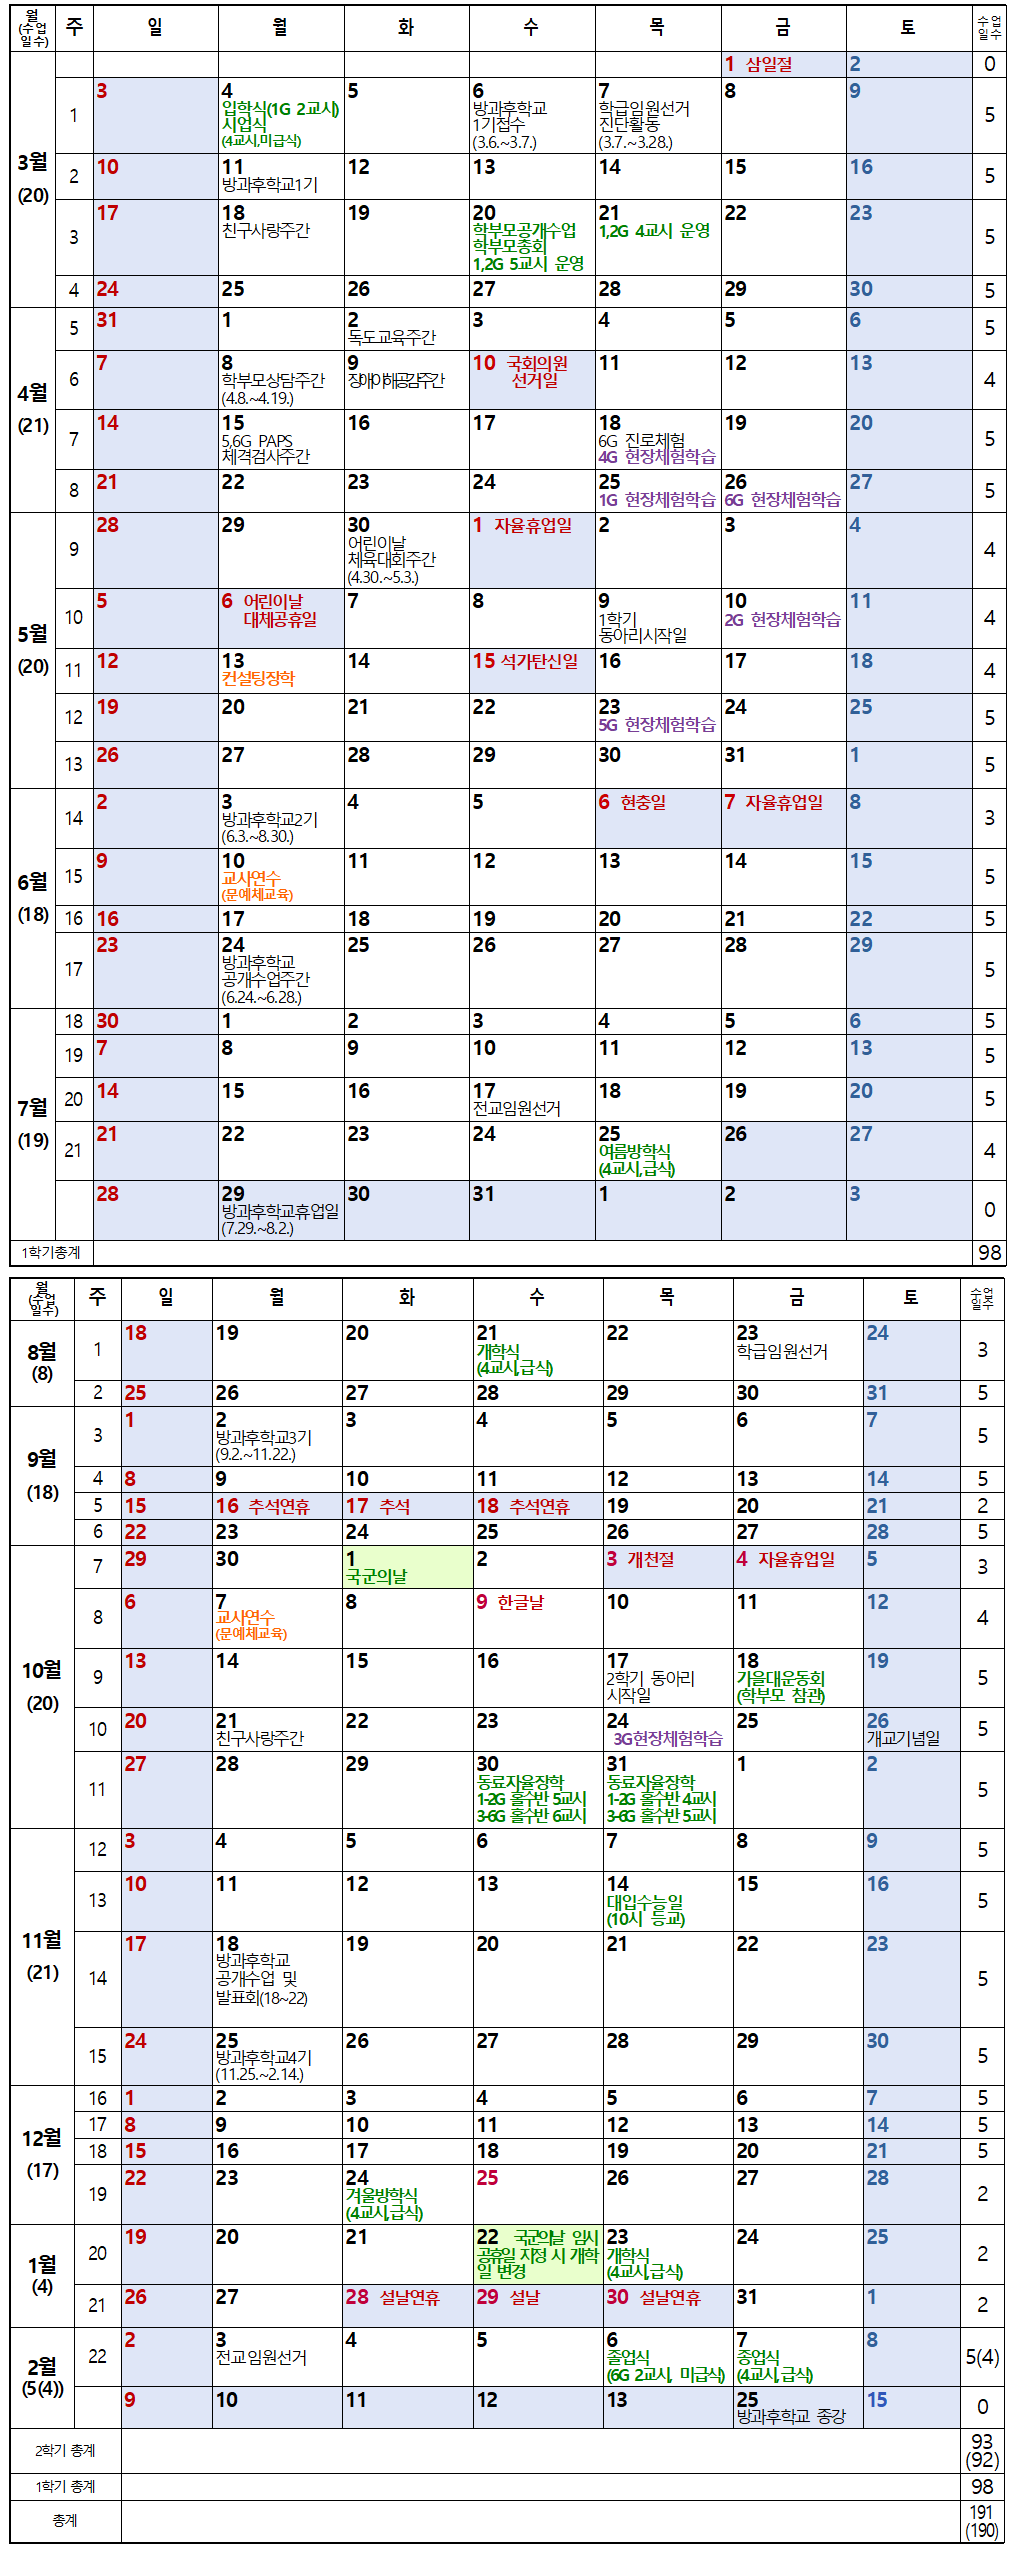 월
(수업
일수) 주 일 월 화 수 목 금 토 수업
일수
3월
(20)
1 삼일절 2 0
1 3 4 5 6 7 8 9 5
입학식(1G 2교시)
시업식
(4교시,미급식)
방과후학교
1기접수
(3.6.~3.7.)
학급임원선거
진단활동
(3.7.~3.28.)
2 10 11 12 13 14 15 16 5
방과후학교1기
3 17 18 19 20 21 22 23 5
친구사랑주간
학부모공개수업
학부모총회
1,2G 5교시 운영
1,2G 4교시 운영
4 24 25 26 27 28 29 30 5
4월
(21)
5 31 1 2 3 4 5 6 5
독도교육주간
6 7 8 9 10 국회의원 11 12 13 4
선거일
학부모상담주간
(4.8.~4.19.)
장애이해공감주간
7 14 15 16 17 18 19 20 5
5,6G PAPS
체격검사주간
6G 진로체험
4G 현장체험학습
8 21 22 23 24 25 26 27 5
1G 현장체험학습
6G 현장체험학습
5월
(20)
9 28 29 30 1 자율휴업일 2 3 4 4
어린이날
체육대회주간
(4.30.~5.3.)
10 5 6 어린이날 7 8 9 10 11 4
대체공휴일
1학기
동아리시작일
2G 현장체험학습
11 12 13 14 15 석가탄신일 16 17 18 4
컨설팅장학
12 19 20 21 22 23 24 25 5
5G 현장체험학습
13 26 27 28 29 30 31 1 5
6월
(18)
14 2 3 4 5 6 현충일 7 자율휴업일 8 3
방과후학교2기
(6.3.~8.30.)
15 9 10 11 12 13 14 15 5
교사연수
(문예체교육)
16 16 17 18 19 20 21 22 5
17 23 24 25 26 27 28 29 5
방과후학교
공개수업주간
(6.24.~6.28.)
7월
(19)
18 30 1 2 3 4 5 6 5
19 7 8 9 10 11 12 13 5
20 14 15 16 17 18 19 20 5
전교임원선거
21 21 22 23 24 25 26 27 4
여름방학식
(4교시,급식)
28 29 30 31 1 2 3 0
방과후학교휴업일
(7.29.~8.2.)
1학기총계 98
월
(수업
일수) 주 일 월 화 수 목 금 토 수업
일수
8월
(8)
1 18 19 20 21 22 23 24 3
개학식
(4교시,급식)
학급임원선거
2 25 26 27 28 29 30 31 5
9월
(18)
3 1 2 3 4 5 6 7 5
방과후학교3기
(9.2.~11.22.)
4 8 9 10 11 12 13 14 5
5 15 16 추석연휴 17 추석 18 추석연휴 19 20 21 2
6 22 23 24 25 26 27 28 5
10월
(20)
7 29 30 1 2 3 개천절 4 자율휴업일 5 3
국군의날
8 6 7 8 9 한글날 10 11 12 4
교사연수
(문예체교육)
9 13 14 15 16 17 18 19 5
2학기 동아리
시작일
가을대운동회
(학부모 참관)
10 20 21 22 23 24 25 26 5
친구사랑주간
3G현장체험학습
개교기념일
11 27 28 29 30 31 1 2 5
동료자율장학
1-2G 홀수반 5교시
3-6G 홀수반 6교시
동료자율장학
1-2G 홀수반 4교시
3-6G 홀수반 5교시
11월
(21)
12 3 4 5 6 7 8 9 5
13 10 11 12 13 14 15 16 5
대입수능일
(10시 등교)
14 17 18 19 20 21 22 23 5
방과후학교
공개수업 및
발표회(18~22)
15 24 25 26 27 28 29 30 5
방과후학교4기
(11.25.~2.14.)
12월
(17)
16 1 2 3 4 5 6 7 5
17 8 9 10 11 12 13 14 5
18 15 16 17 18 19 20 21 5
19 22 23 24 25 26 27 28 2
겨울방학식
(4교시,급식)
1월
(4)
20 19 20 21 22 국군의날 임시 23 24 25 2
공휴일 지정 시 개학
일 변경
개학식
(4교시,급식)
21 26 27 28 설날연휴 29 설날 30 설날연휴 31 1 2
2월
(5(4))
22 2 3 4 5 6 7 8 5(4)
전교임원선거
졸업식
(6G 2교시, 미급식)
종업식
(4교시,급식)
9 10 11 12 13 25 15 0
방과후학교 종강
2학기 총계 93
(92)
1학기 총계 98
총계 191
(190)